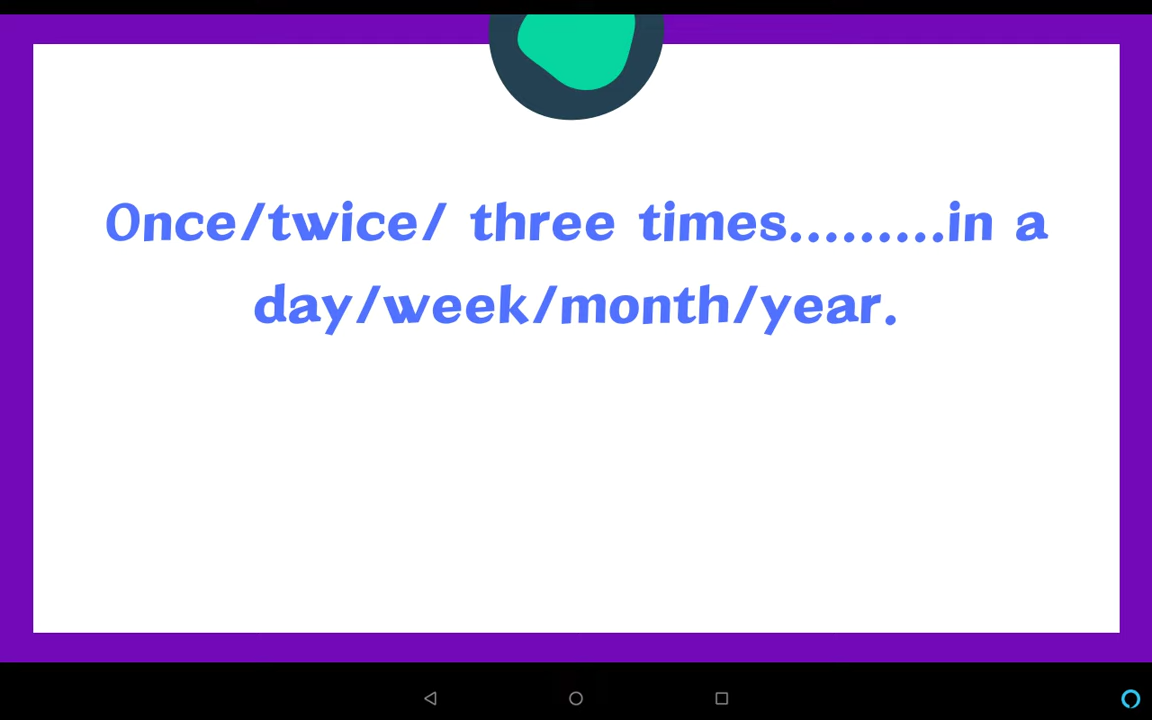 Once/twice/ three times.........in a
day/week/month/year.